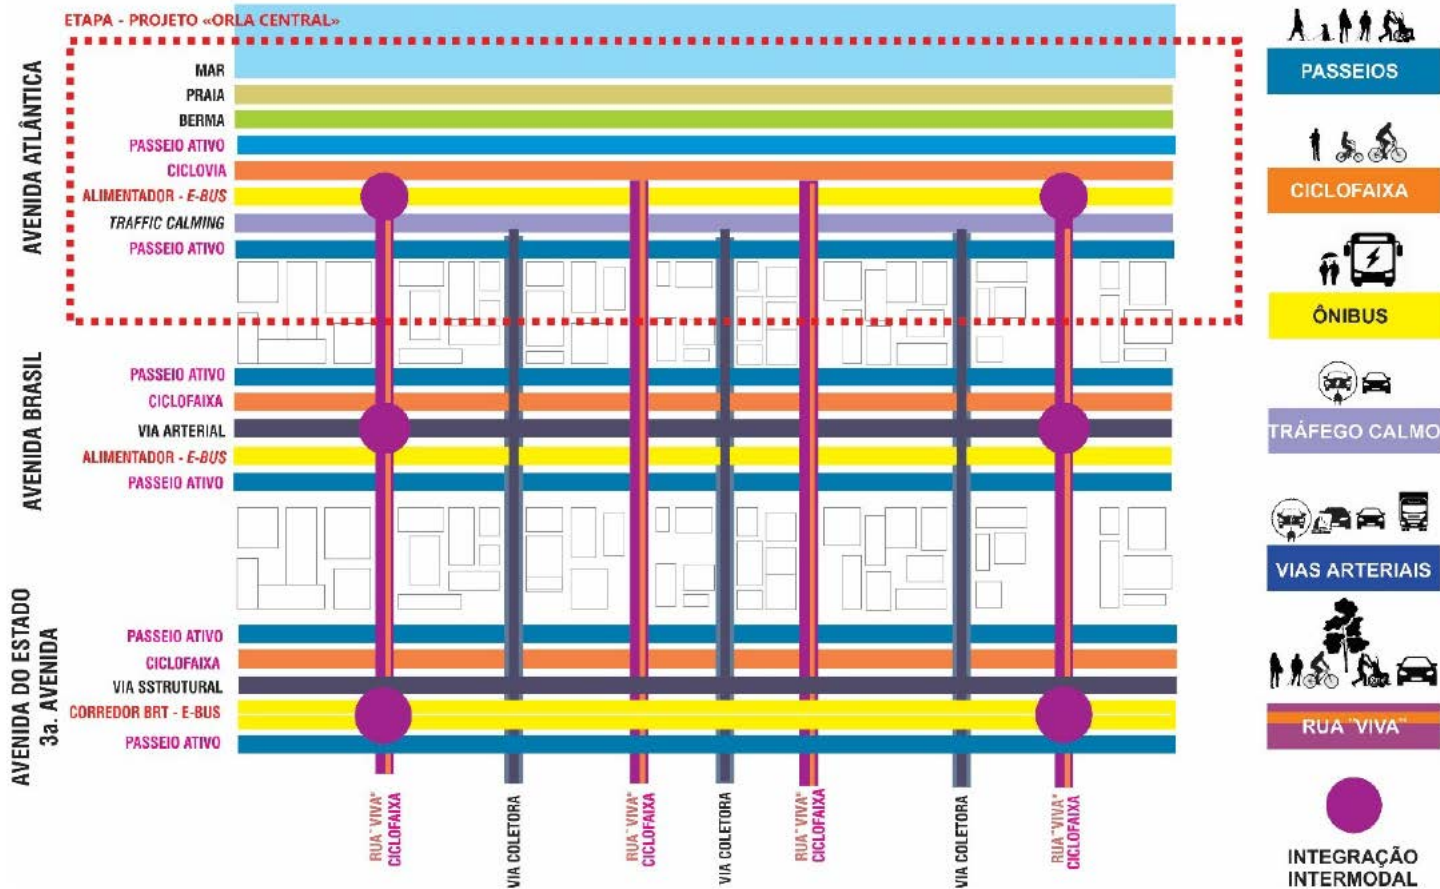 ETAPA - PROJETO «ORLA CENTRAL»
AVENIDA ATLÂNTICA
MAR
PRAIA
BERMA
PASSEIO ATIVO
CICLOVIA
ALIMENTADOR - E-BUS
TRAFFIC CALMING
PASSEIO ATIVO
AVENIDA BRASIL
PASSEIO ATIVO
CICLOFAIXA
VIA ARTERIAL
ALIMENTADOR - E-BUS
PASSEIO ATIVO
AVENIDA DO ESTADO
3a. AVENIDA
PASSEIO ATIVO
CICLOFAIXA
VIA SSTRUTURAL
CORREDOR BRT - E-BUS
PASSEIO ATIVO
RUA "VIVA"
CICLOFAIXA
VIA COLETORA
RUA "VIVA"
CICLOFAIXA
VIA COLETORA
RUA "VIVA"
CICLOFAIXA
VIA COLETORA
RUA "VIVA"
CICLOFAIXA
PASSEIOS
CICLOFAIXA
ÔNIBUS
TRÁFEGO CALMO
VIAS ARTERIAIS
RUA "VIVA"
INTEGRAÇÃO
INTERMODAL